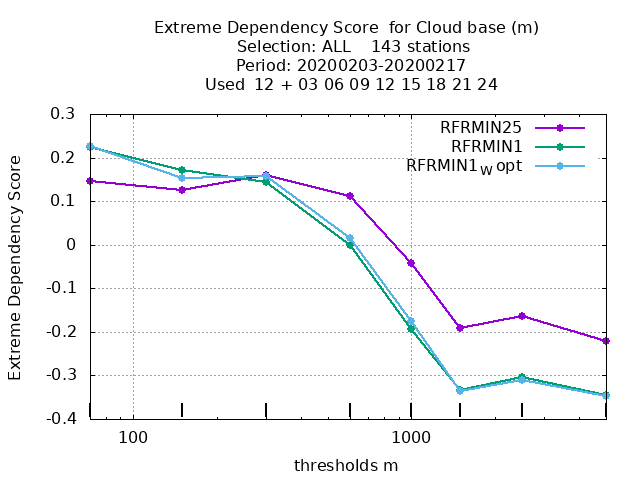 Extreme Dependency Score  for Cloud base (m)
Selection: ALL    143 stations
Period: 20200203-20200217
Used  12 + 03 06 09 12 15 18 21 24
RFRMIN25
RFRMIN1
RFRMIN1W opt
Extreme Dependency Score
0.3
0.2
0.1
0
-0.1
-0.2
-0.3
-0.4
100 1000
thresholds m